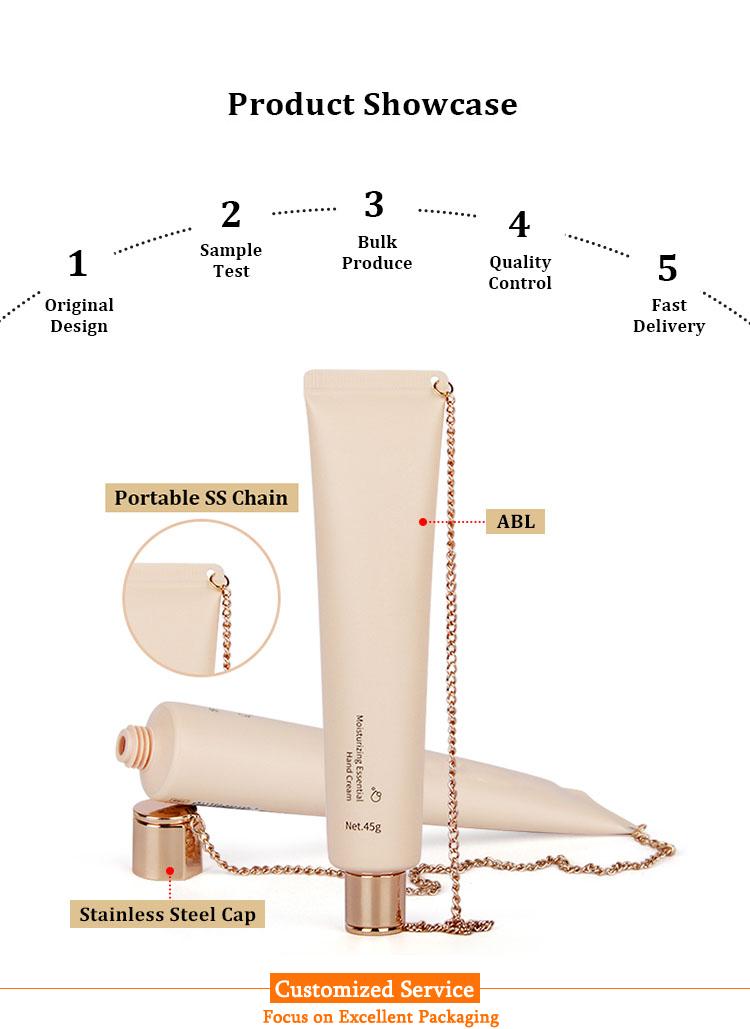 Product Showcase
1
Original
Design
2
Sample
Test
3
Bulk
Produce
4
Quality
Control
5
Fast
Delivery
Portable SS Chain
ABL
Moisturizing Essential
Hand Cream
Net.45g
Stainless Steel Cap
Customized Service
Focus on Excellent Packaging